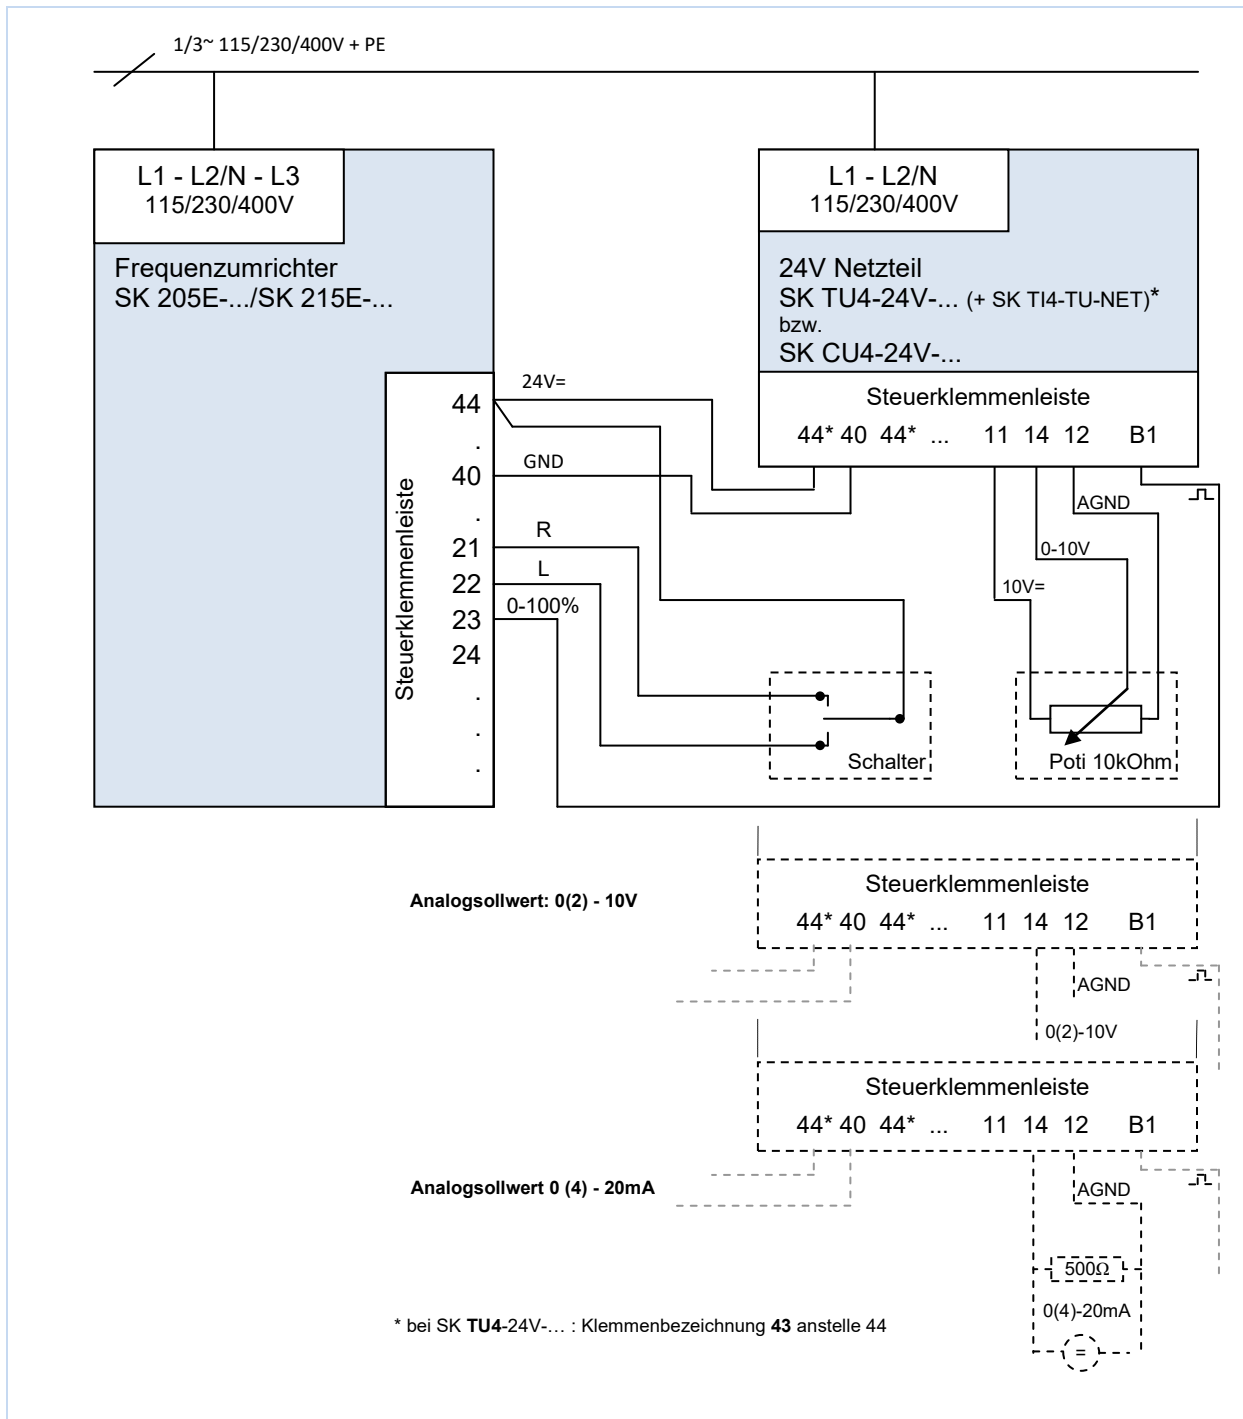 1/3~ 115/230/400V + PE
L1 - L2/N - L3
115/230/400V
Frequenzumrichter
SK 205E-.../SK 215E-...
L1 - L2/N
115/230/400V
24V Netzteil
SK TU4-24V-... (+ SK TI4-TU-NET)*
bzw.
SK CU4-24V-...
Steuerklemmenleiste
44* 40 44* ... 11 14 12 B1
Steuerklemmenleiste
44
.
40
.
21
22
23
24
.
.
.
24V=
GND
R
L
0-100%
AGND
0-10V
10V=
Schalter
Poti 10kOhm
Analogsollwert: 0(2) - 10V
Steuerklemmenleiste
44* 40 44* ... 11 14 12 B1
AGND
0(2)-10V
Analogsollwert 0 (4) - 20mA
Steuerklemmenleiste
44* 40 44* ... 11 14 12 B1
AGND
500Ω
0(4)-20mA
=
* bei SK TU4-24V-... : Klemmenbezeichnung 43 anstelle 44